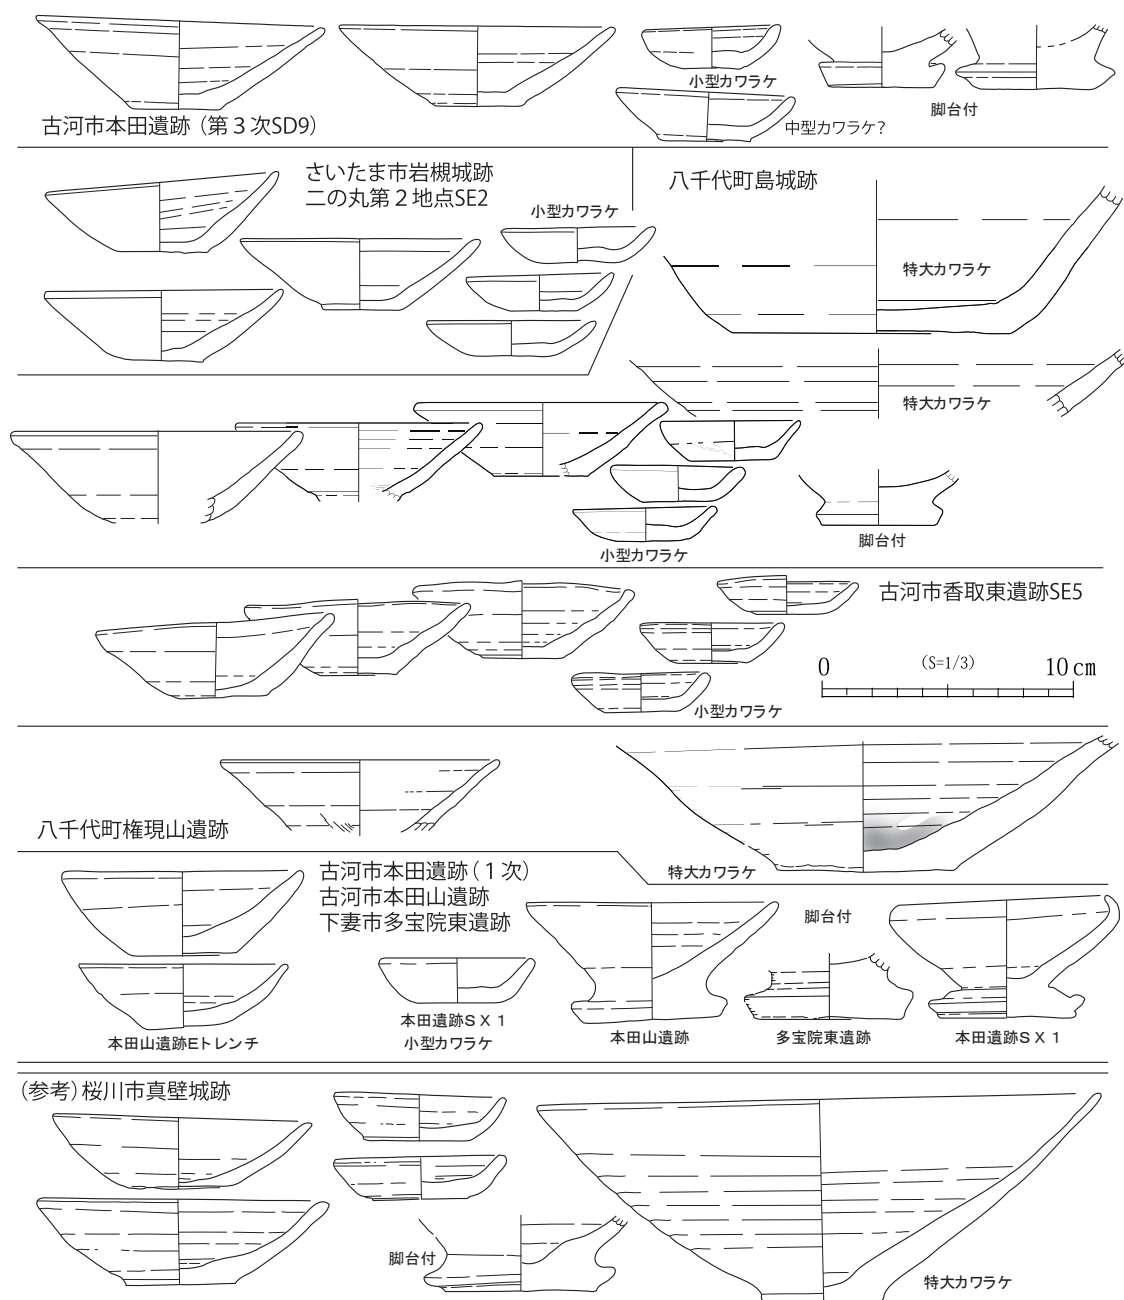 小型カワラケ
脚台付
古河市本田遺跡（第３次SD9）
中型カワラケ？
さいたま市岩槻城跡
二の丸第２地点SE2
小型カワラケ
八千代町島城跡
特大カワラケ
特大カワラケ
脚台付
小型カワラケ
古河市香取東遺跡SE5
0 （S=1/3） 10cm
小型カワラケ
八千代町権現山遺跡
特大カワラケ
古河市本田遺跡（１次）
古河市本田山遺跡
下妻市多宝院東遺跡
脚台付
本田山遺跡Eトレンチ
本田遺跡ＳＸ１
小型カワラケ
本田山遺跡
多宝院東遺跡
本田遺跡ＳＸ１
（参考）桜川市真壁城跡
脚台付
特大カワラケ